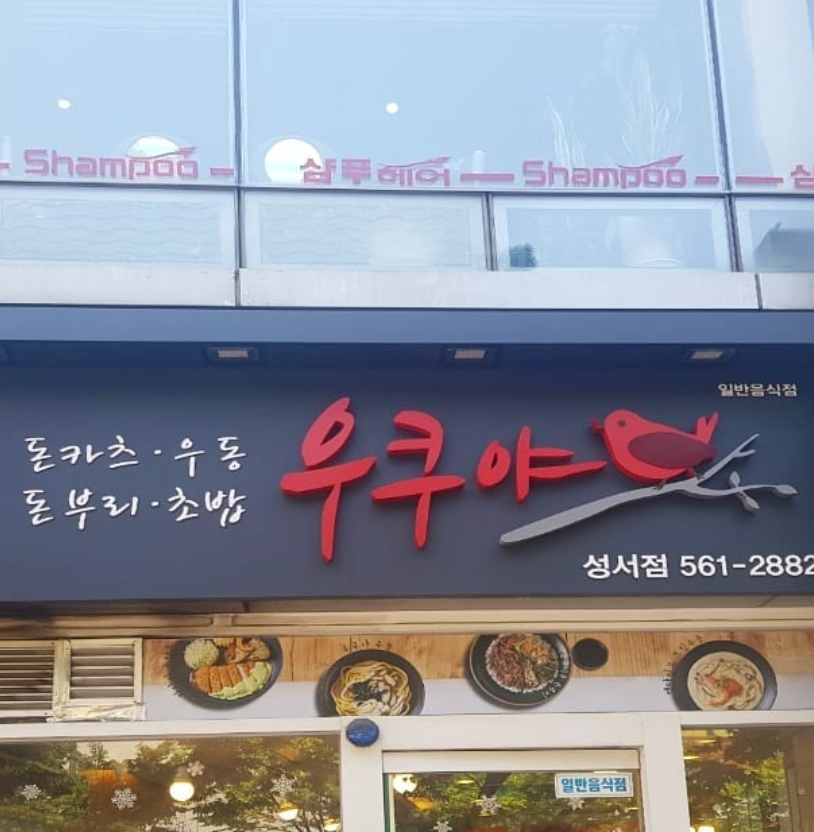 Shampoo 샴푸헤어 Shampoo
일반음식점
돈카츠·우동
돈부리·초밥
우쿠야
성서점 561-2882
일반음식점